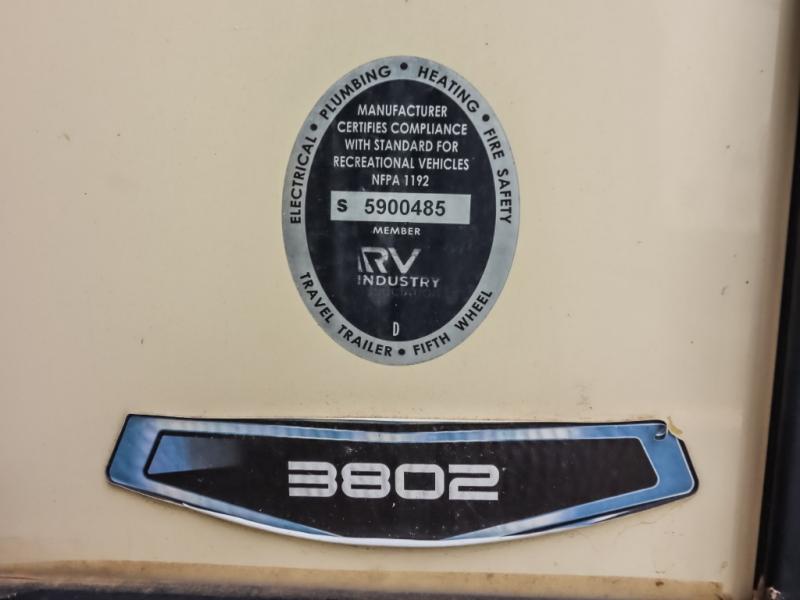 ELECTRICAL • PLUMBING • HEATING • FIRE SAFETY
MANUFACTURER
CERTIFIES COMPLIANCE
WITH STANDARD FOR
RECREATIONAL VEHICLES
NFPA 1192
S 5900485
MEMBER
RV
INDUSTRY
D
TRAVEL TRAILER • FIFTH WHEEL
3802